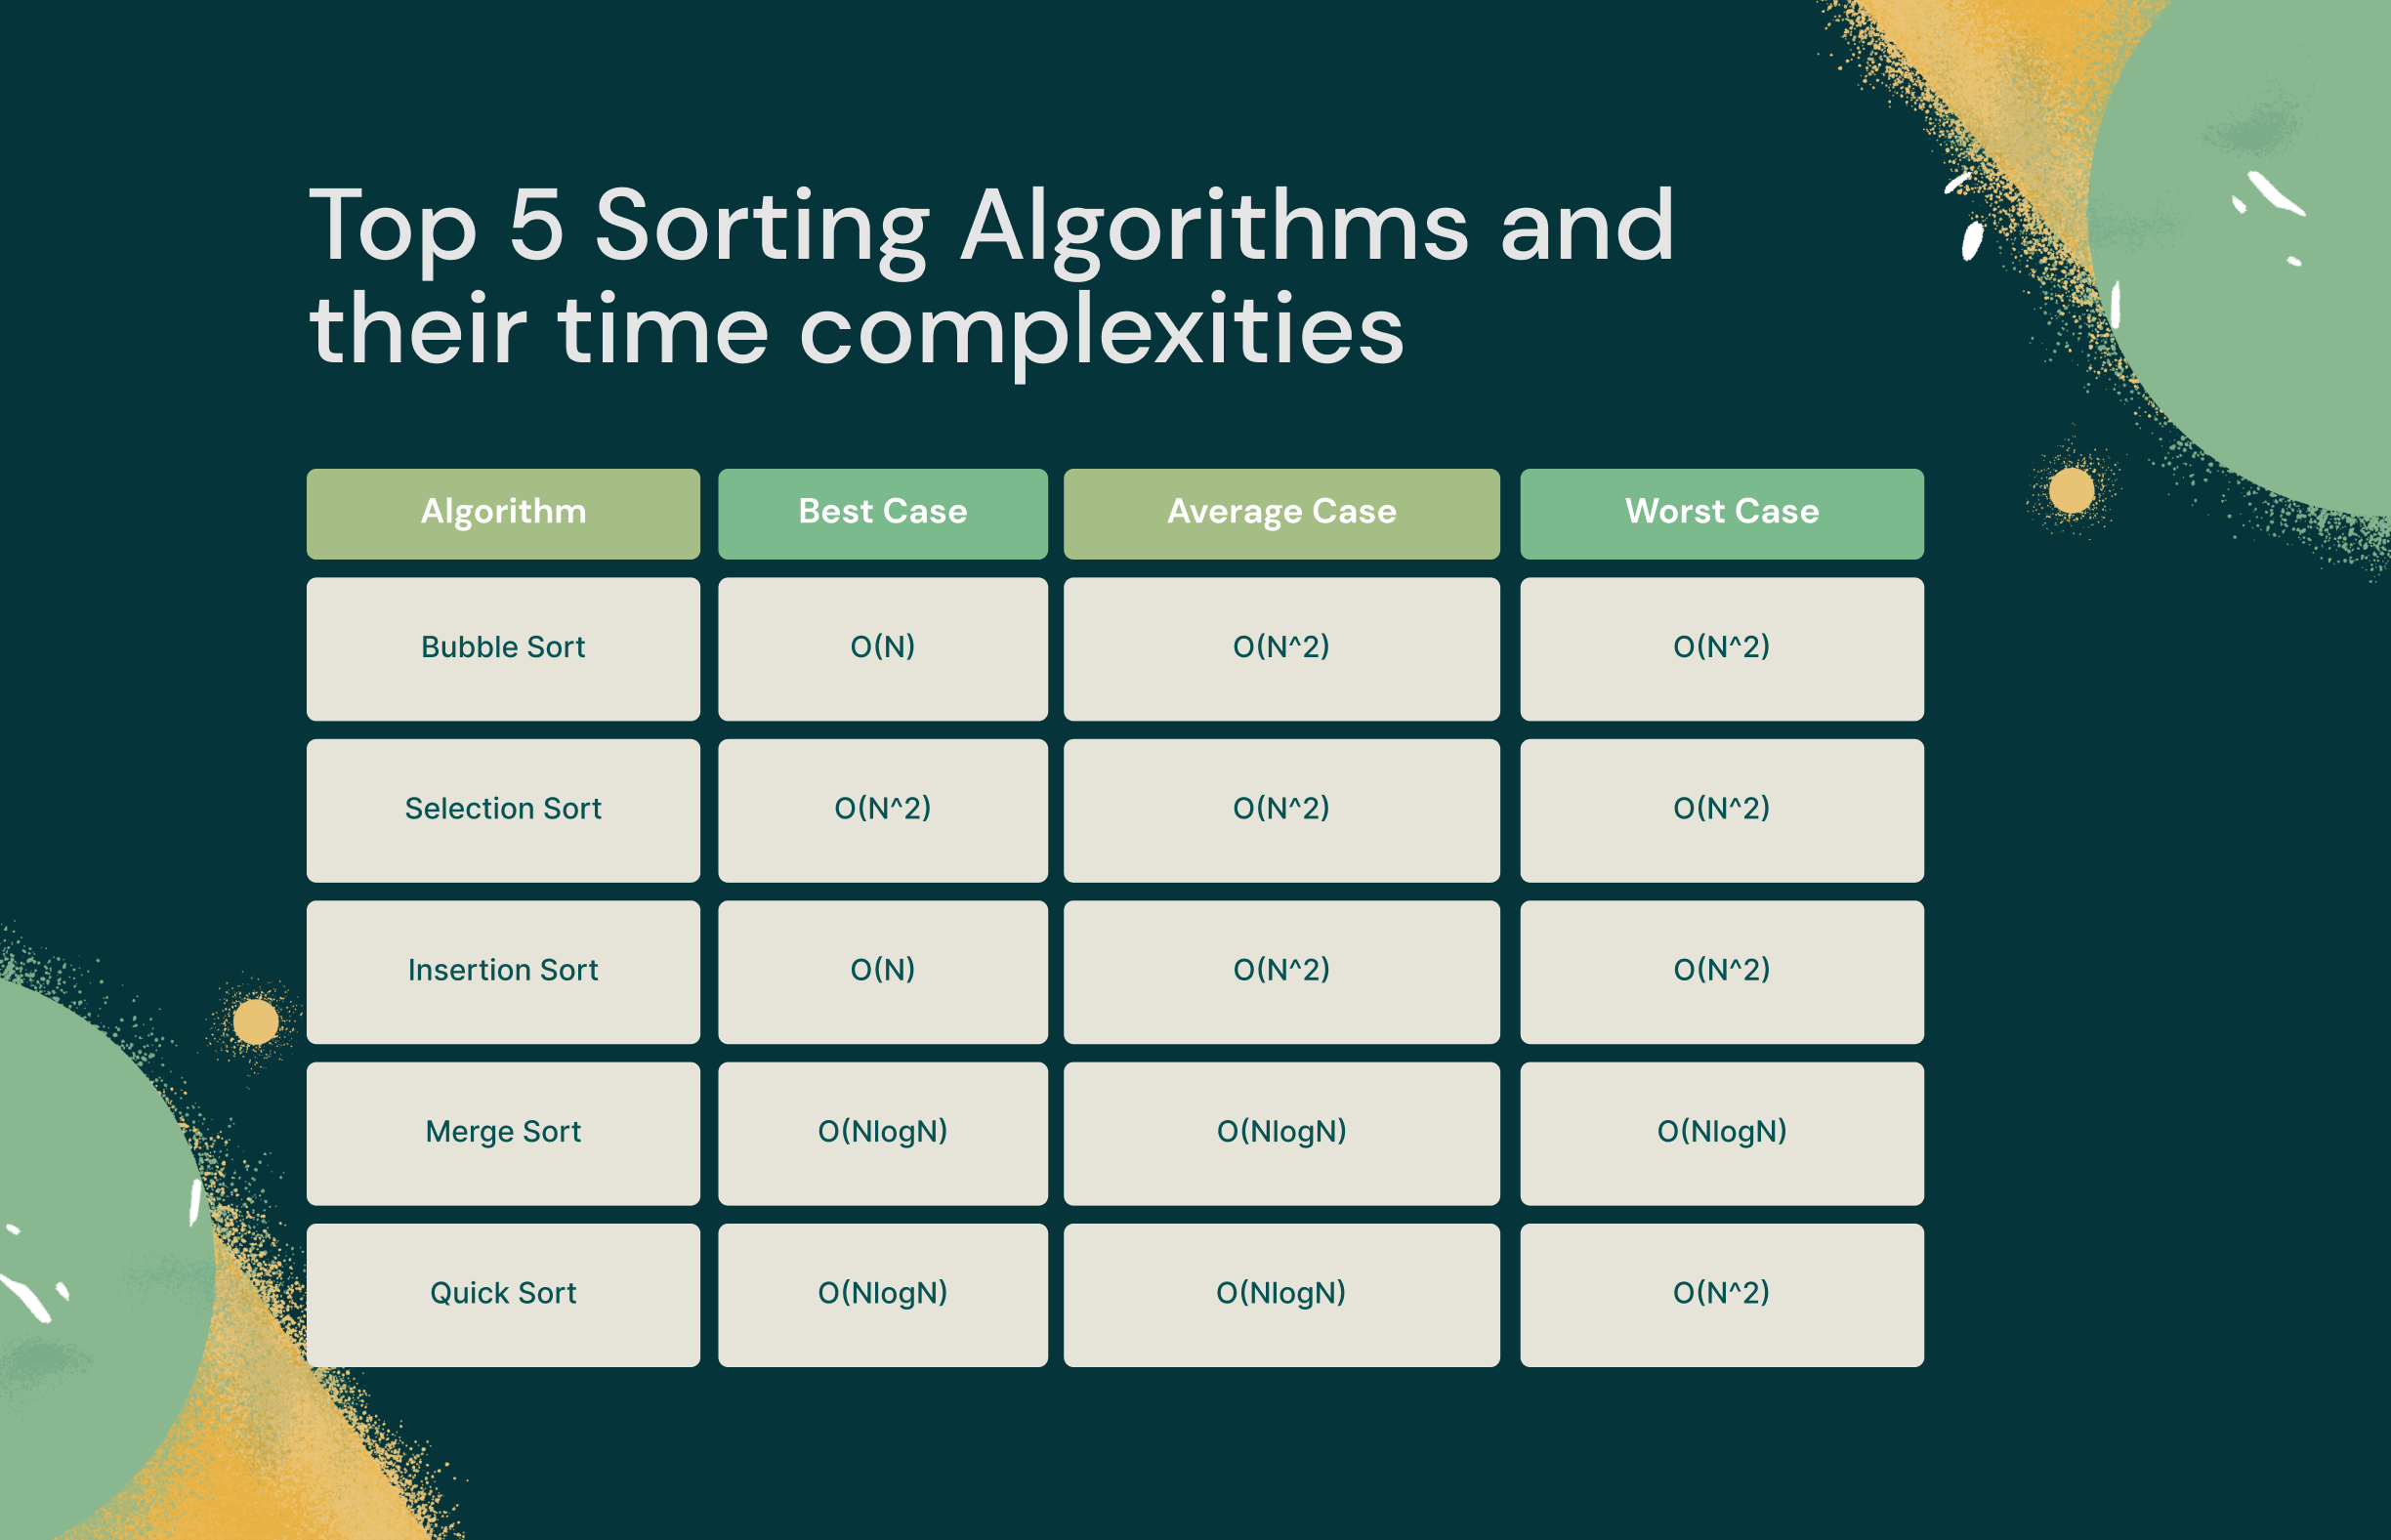 Top 5 Sorting Algorithms and
their time complexities
Algorithm Best Case Average Case Worst Case
Bubble Sort O(N) O(N^2) O(N^2)
Selection Sort O(N^2) O(N^2) O(N^2)
Insertion Sort O(N) O(N^2) O(N^2)
Merge Sort O(NlogN) O(NlogN) O(NlogN)
Quick Sort O(NlogN) O(NlogN) O(N^2)